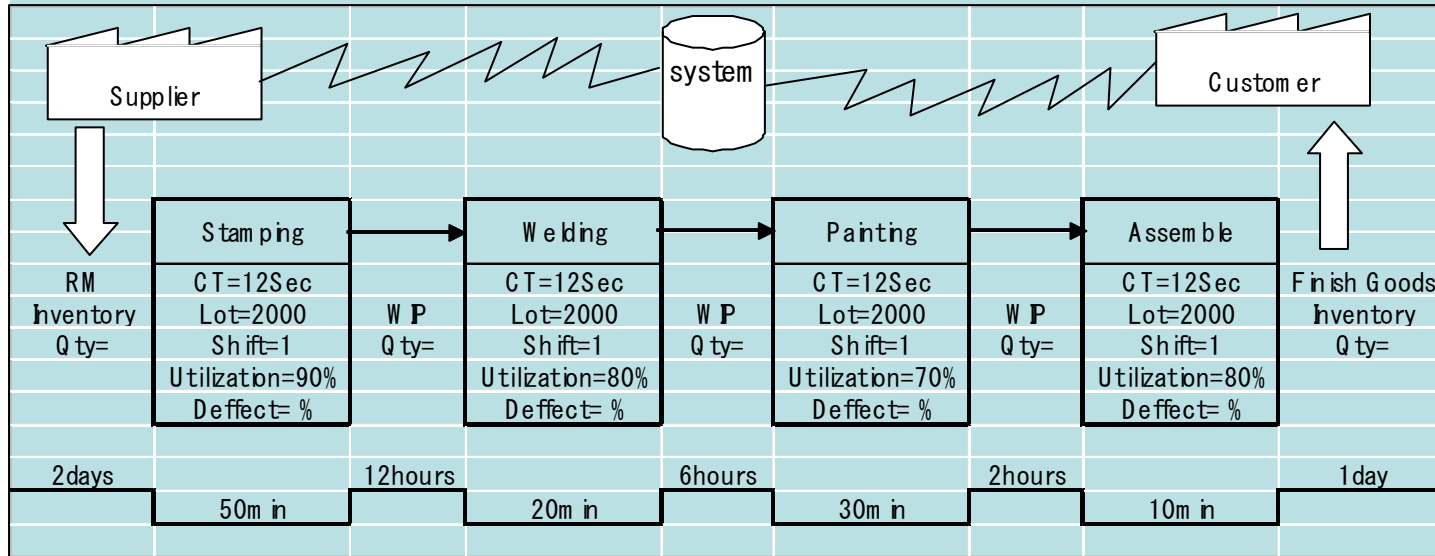 Supplier
system
Customer
Stamping
Welding
Painting
Assemble
RM
Inventory
Qty=
CT=12Sec
Lot=2000
Shift=1
Utilization=90%
Deffect= %
WIP
Qty=
CT=12Sec
Lot=2000
Shift=1
Utilization=80%
Deffect= %
WIP
Qty=
CT=12Sec
Lot=2000
Shift=1
Utilization=70%
Deffect= %
WIP
Qty=
CT=12Sec
Lot=2000
Shift=1
Utilization=80%
Deffect= %
Finish Goods
Inventory
Qty=
2days
50min
12hours
20min
6hours
30min
2hours
10min
1day